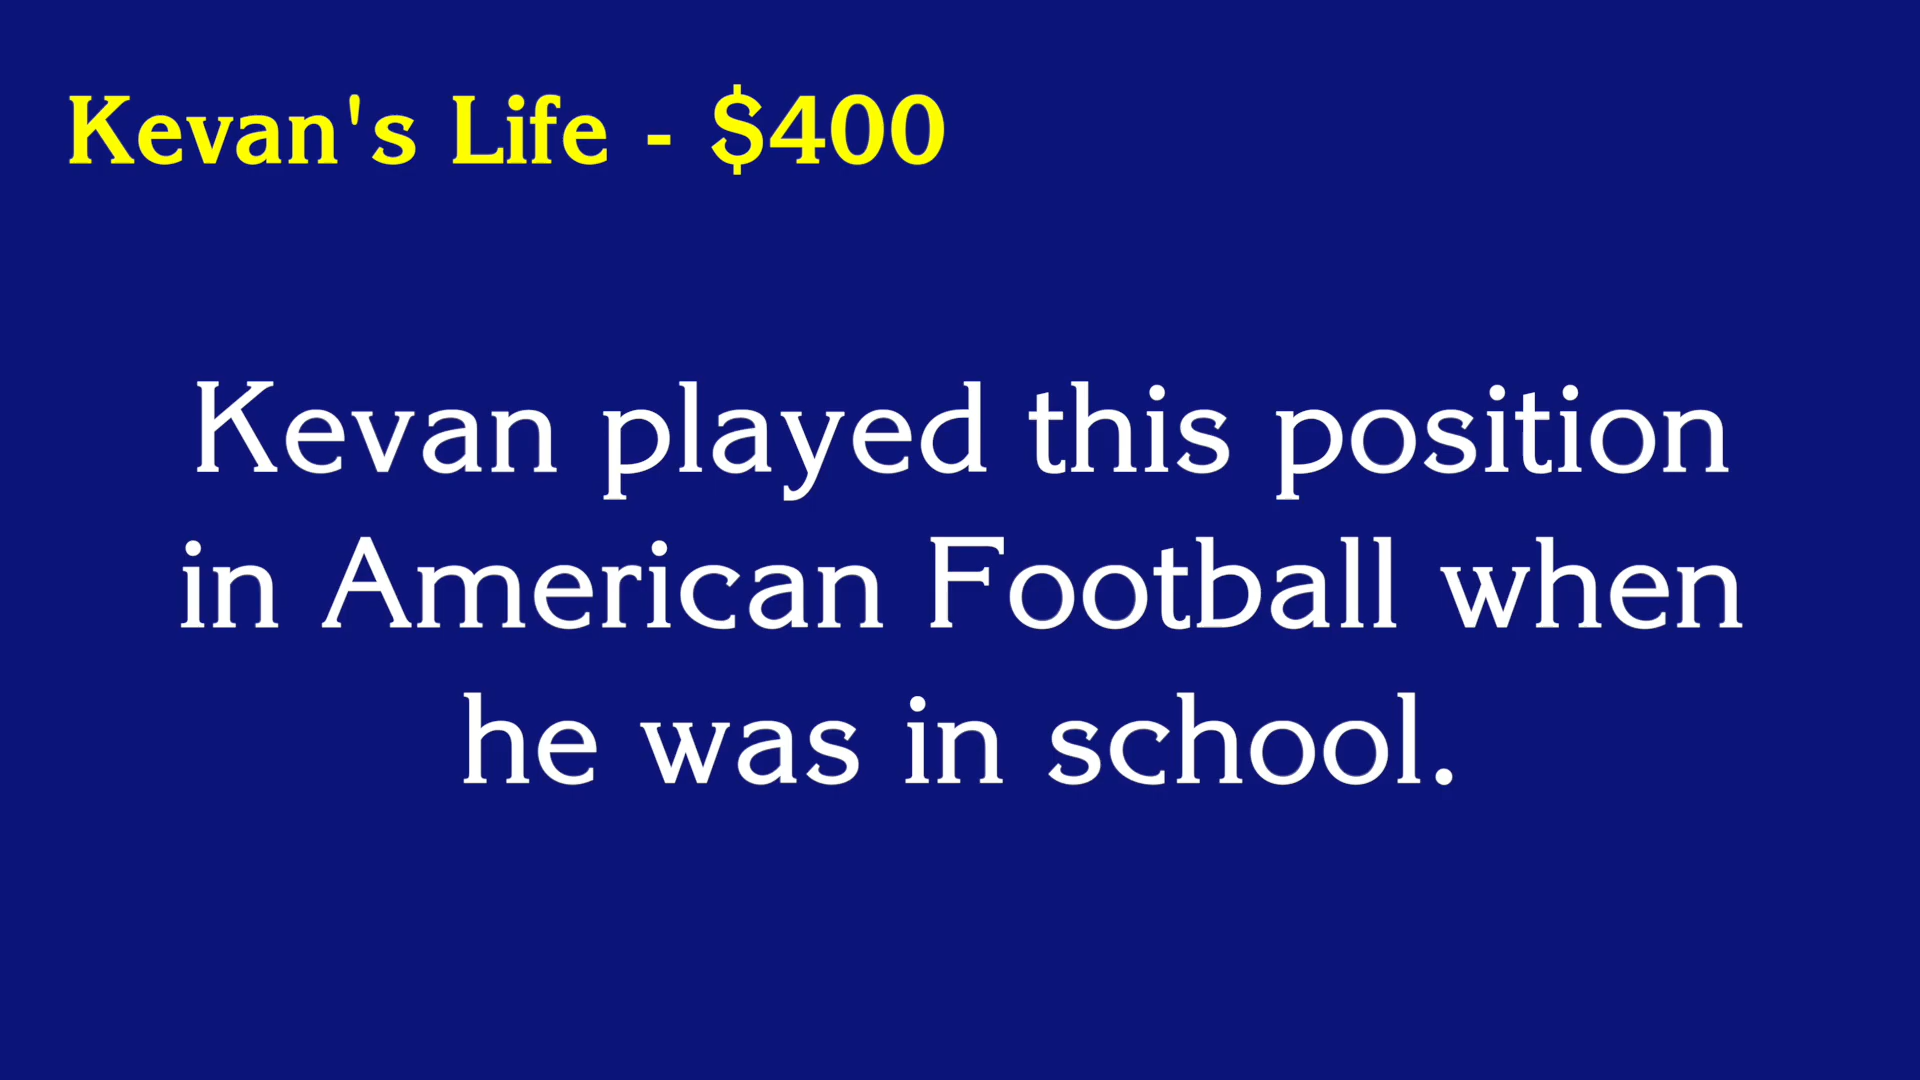 Kevan's Life - $400
Kevan played this position
in American Football when
he was in school.